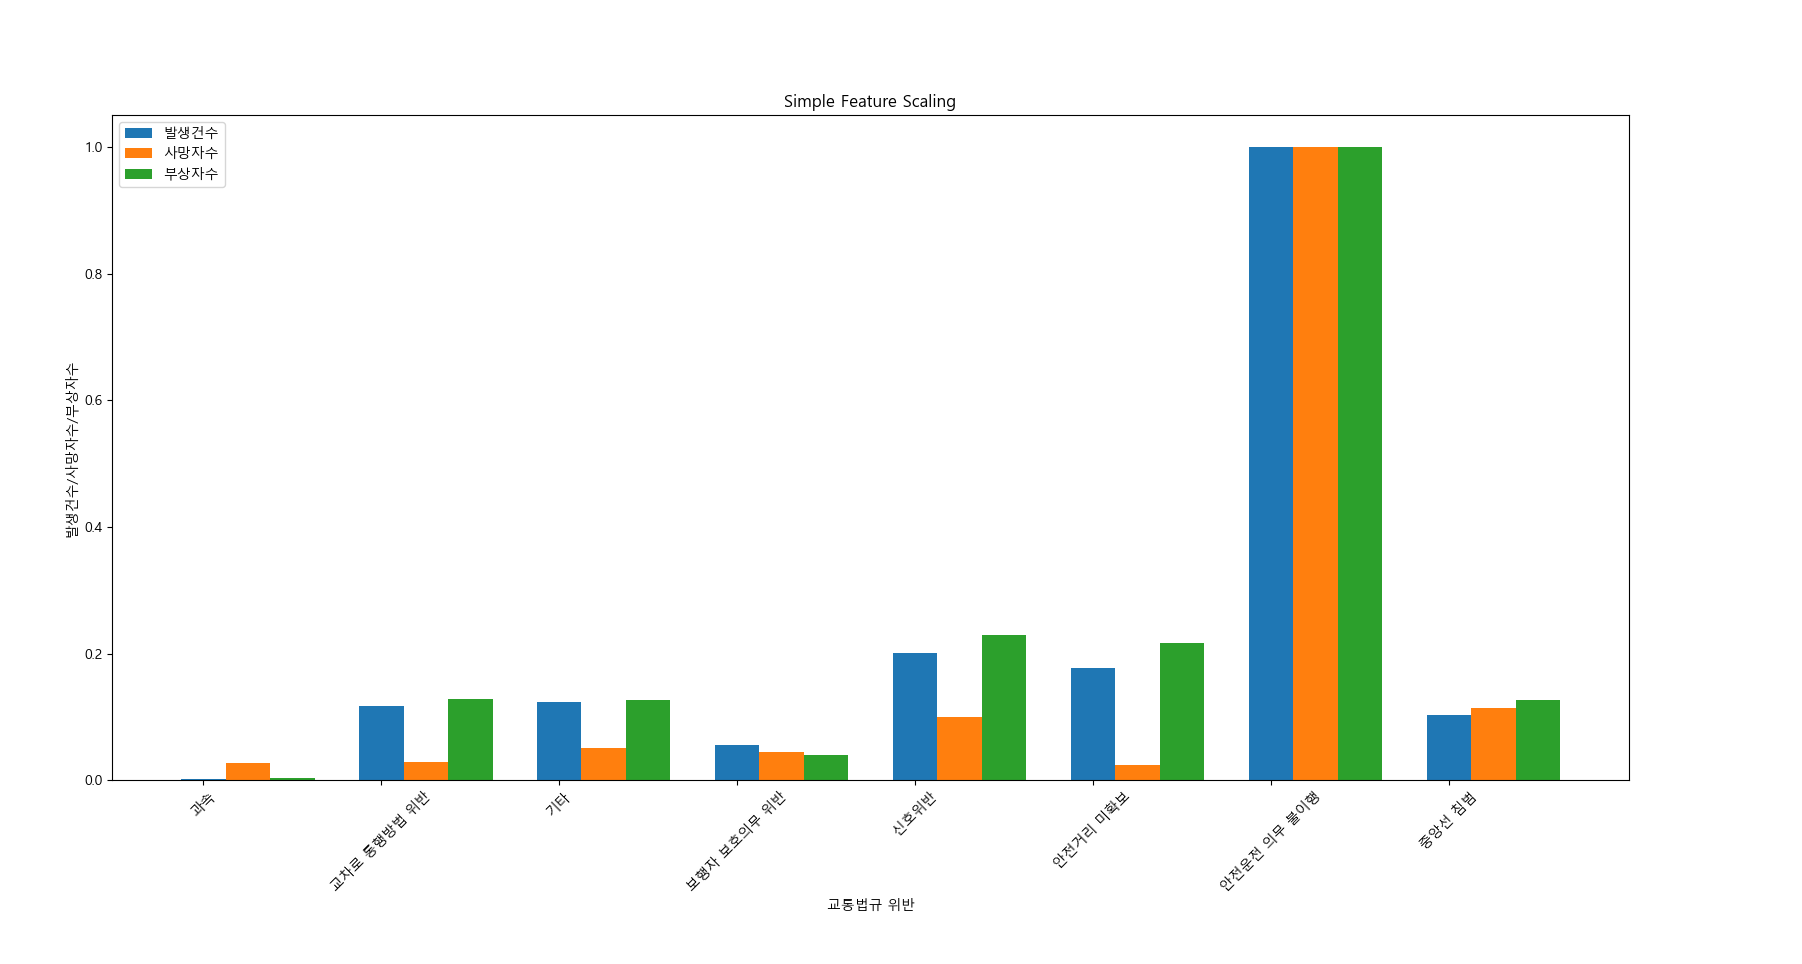 Simple Feature Scaling
발생건수
사망자수
부상자수
1.0
0.8
0.6
0.4
0.2
0.0
발생건수/사망자수/부상자수
과속
교차로 통행방법 위반
기타
보행자 보호의무 위반
신호위반
안전거리 미확보
안전운전 의무 불이행
중앙선 침범
교통법규 위반